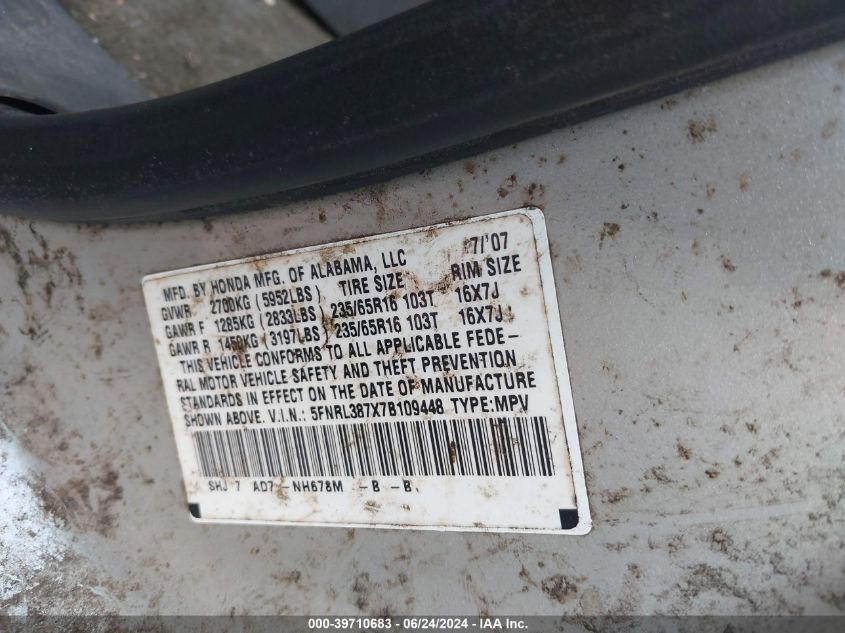 MFD. BY HONDA MFG. OF ALABAMA, LLC 7/'07
GVWR 2700KG (5952LBS) TIRE SIZE RIM SIZE
GAWR F 1285KG (2833LBS) 235/65R16 103T 16X7J
GAWR R 1450KG (3197LBS) 235/65R16 103T 16X7J
THIS VEHICLE CONFORMS TO ALL APPLICABLE FEDE-
RAL MOTOR VEHICLE SAFETY AND THEFT PREVENTION
STANDARDS IN EFFECT ON THE DATE OF MANUFACTURE
SHOWN ABOVE. V.I.N.: 5FNRL387X7B109448 TYPE:MPV
SHJ 7 AD7 -NH678M -B -B
000-39710683 - 06/24/2024 - IAA Inc.